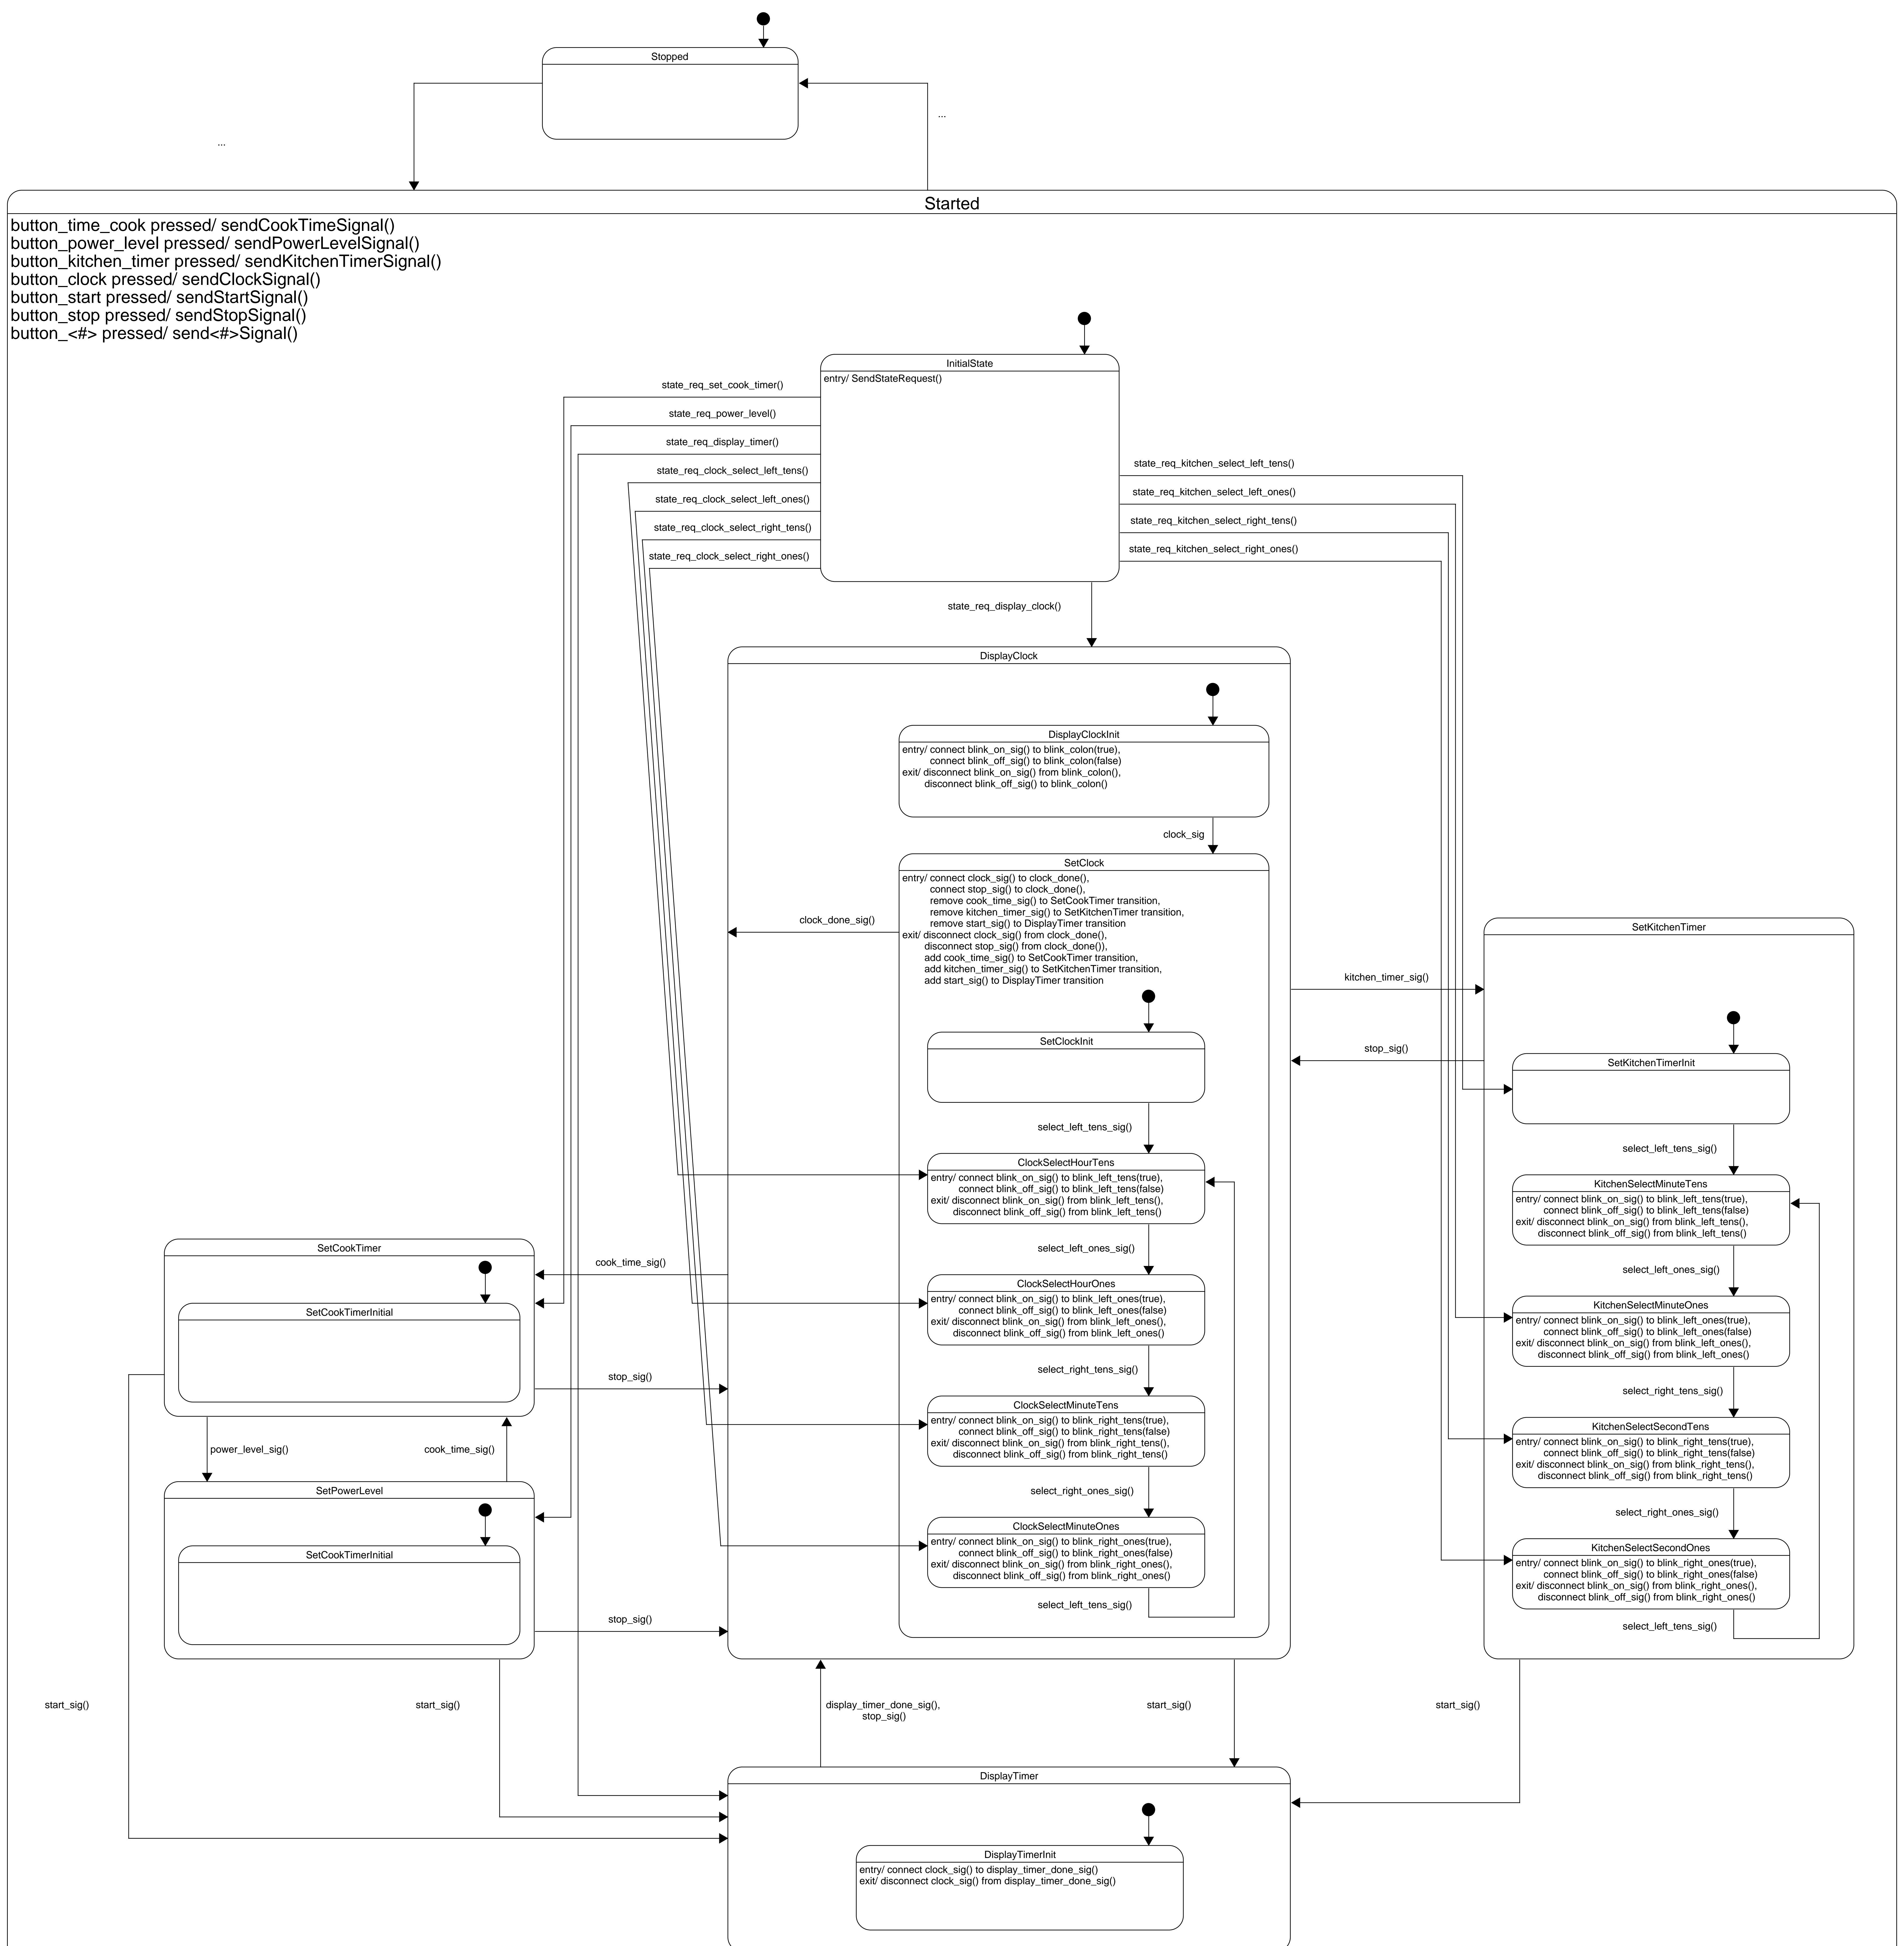 Stopped
...
...
Started
button_time_cook pressed/ sendCookTimeSignal()
button_power_level pressed/ sendPowerLevelSignal()
button_kitchen_timer pressed/ sendKitchenTimerSignal()
button_clock pressed/ sendClockSignal()
button_start pressed/ sendStartSignal()
button_stop pressed/ sendStopSignal()
button_<#> pressed/ send<#>Signal()
InitialState
entry/ SendStateRequest()
state_req_set_cook_timer()
state_req_power_level()
state_req_display_timer()
state_req_clock_select_left_tens()
state_req_clock_select_left_ones()
state_req_clock_select_right_tens()
state_req_clock_select_right_ones()
state_req_kitchen_select_left_tens()
state_req_kitchen_select_left_ones()
state_req_kitchen_select_right_tens()
state_req_kitchen_select_right_ones()
state_req_display_clock()
DisplayClock
DisplayClockInit
entry/ connect blink_on_sig() to blink_colon(true),
connect blink_off_sig() to blink_colon(false)
exit/ disconnect blink_on_sig() from blink_colon(),
disconnect blink_off_sig() to blink_colon()
clock_sig
SetClock
entry/ connect clock_sig() to clock_done(),
connect stop_sig() to clock_done(),
remove cook_time_sig() to SetCookTimer transition,
remove kitchen_timer_sig() to SetKitchenTimer transition,
remove start_sig() to DisplayTimer transition
exit/ disconnect clock_sig() from clock_done(),
disconnect stop_sig() from clock_done()),
add cook_time_sig() to SetCookTimer transition,
add kitchen_timer_sig() to SetKitchenTimer transition,
add start_sig() to DisplayTimer transition
clock_done_sig()
SetClockInit
select_left_tens_sig()
ClockSelectHourTens
entry/ connect blink_on_sig() to blink_left_tens(true),
connect blink_off_sig() to blink_left_tens(false)
exit/ disconnect blink_on_sig() from blink_left_tens(),
disconnect blink_off_sig() from blink_left_tens()
select_left_ones_sig()
ClockSelectHourOnes
entry/ connect blink_on_sig() to blink_left_ones(true),
connect blink_off_sig() to blink_left_ones(false)
exit/ disconnect blink_on_sig() from blink_left_ones(),
disconnect blink_off_sig() from blink_left_ones()
select_right_tens_sig()
ClockSelectMinuteTens
entry/ connect blink_on_sig() to blink_right_tens(true),
connect blink_off_sig() to blink_right_tens(false)
exit/ disconnect blink_on_sig() from blink_right_tens(),
disconnect blink_off_sig() from blink_right_tens()
select_right_ones_sig()
ClockSelectMinuteOnes
entry/ connect blink_on_sig() to blink_right_ones(true),
connect blink_off_sig() to blink_right_ones(false)
exit/ disconnect blink_on_sig() from blink_right_ones(),
disconnect blink_off_sig() from blink_right_ones()
select_left_tens_sig()
kitchen_timer_sig()
stop_sig()
SetKitchenTimer
SetKitchenTimerInit
select_left_tens_sig()
KitchenSelectMinuteTens
entry/ connect blink_on_sig() to blink_left_tens(true),
connect blink_off_sig() to blink_left_tens(false)
exit/ disconnect blink_on_sig() from blink_left_tens(),
disconnect blink_off_sig() from blink_left_tens()
select_left_ones_sig()
KitchenSelectMinuteOnes
entry/ connect blink_on_sig() to blink_left_ones(true),
connect blink_off_sig() to blink_left_ones(false)
exit/ disconnect blink_on_sig() from blink_left_ones(),
disconnect blink_off_sig() from blink_left_ones()
select_right_tens_sig()
KitchenSelectSecondTens
entry/ connect blink_on_sig() to blink_right_tens(true),
connect blink_off_sig() to blink_right_tens(false)
exit/ disconnect blink_on_sig() from blink_right_tens(),
disconnect blink_off_sig() from blink_right_tens()
select_right_ones_sig()
KitchenSelectSecondOnes
entry/ connect blink_on_sig() to blink_right_ones(true),
connect blink_off_sig() to blink_right_ones(false)
exit/ disconnect blink_on_sig() from blink_right_ones(),
disconnect blink_off_sig() from blink_right_ones()
select_left_tens_sig()
SetCookTimer
SetCookTimerInitial
cook_time_sig()
stop_sig()
power_level_sig()
cook_time_sig()
SetPowerLevel
SetCookTimerInitial
stop_sig()
start_sig()
start_sig()
display_timer_done_sig(),
stop_sig()
start_sig()
start_sig()
DisplayTimer
DisplayTimerInit
entry/ connect clock_sig() to display_timer_done_sig()
exit/ disconnect clock_sig() from display_timer_done_sig()